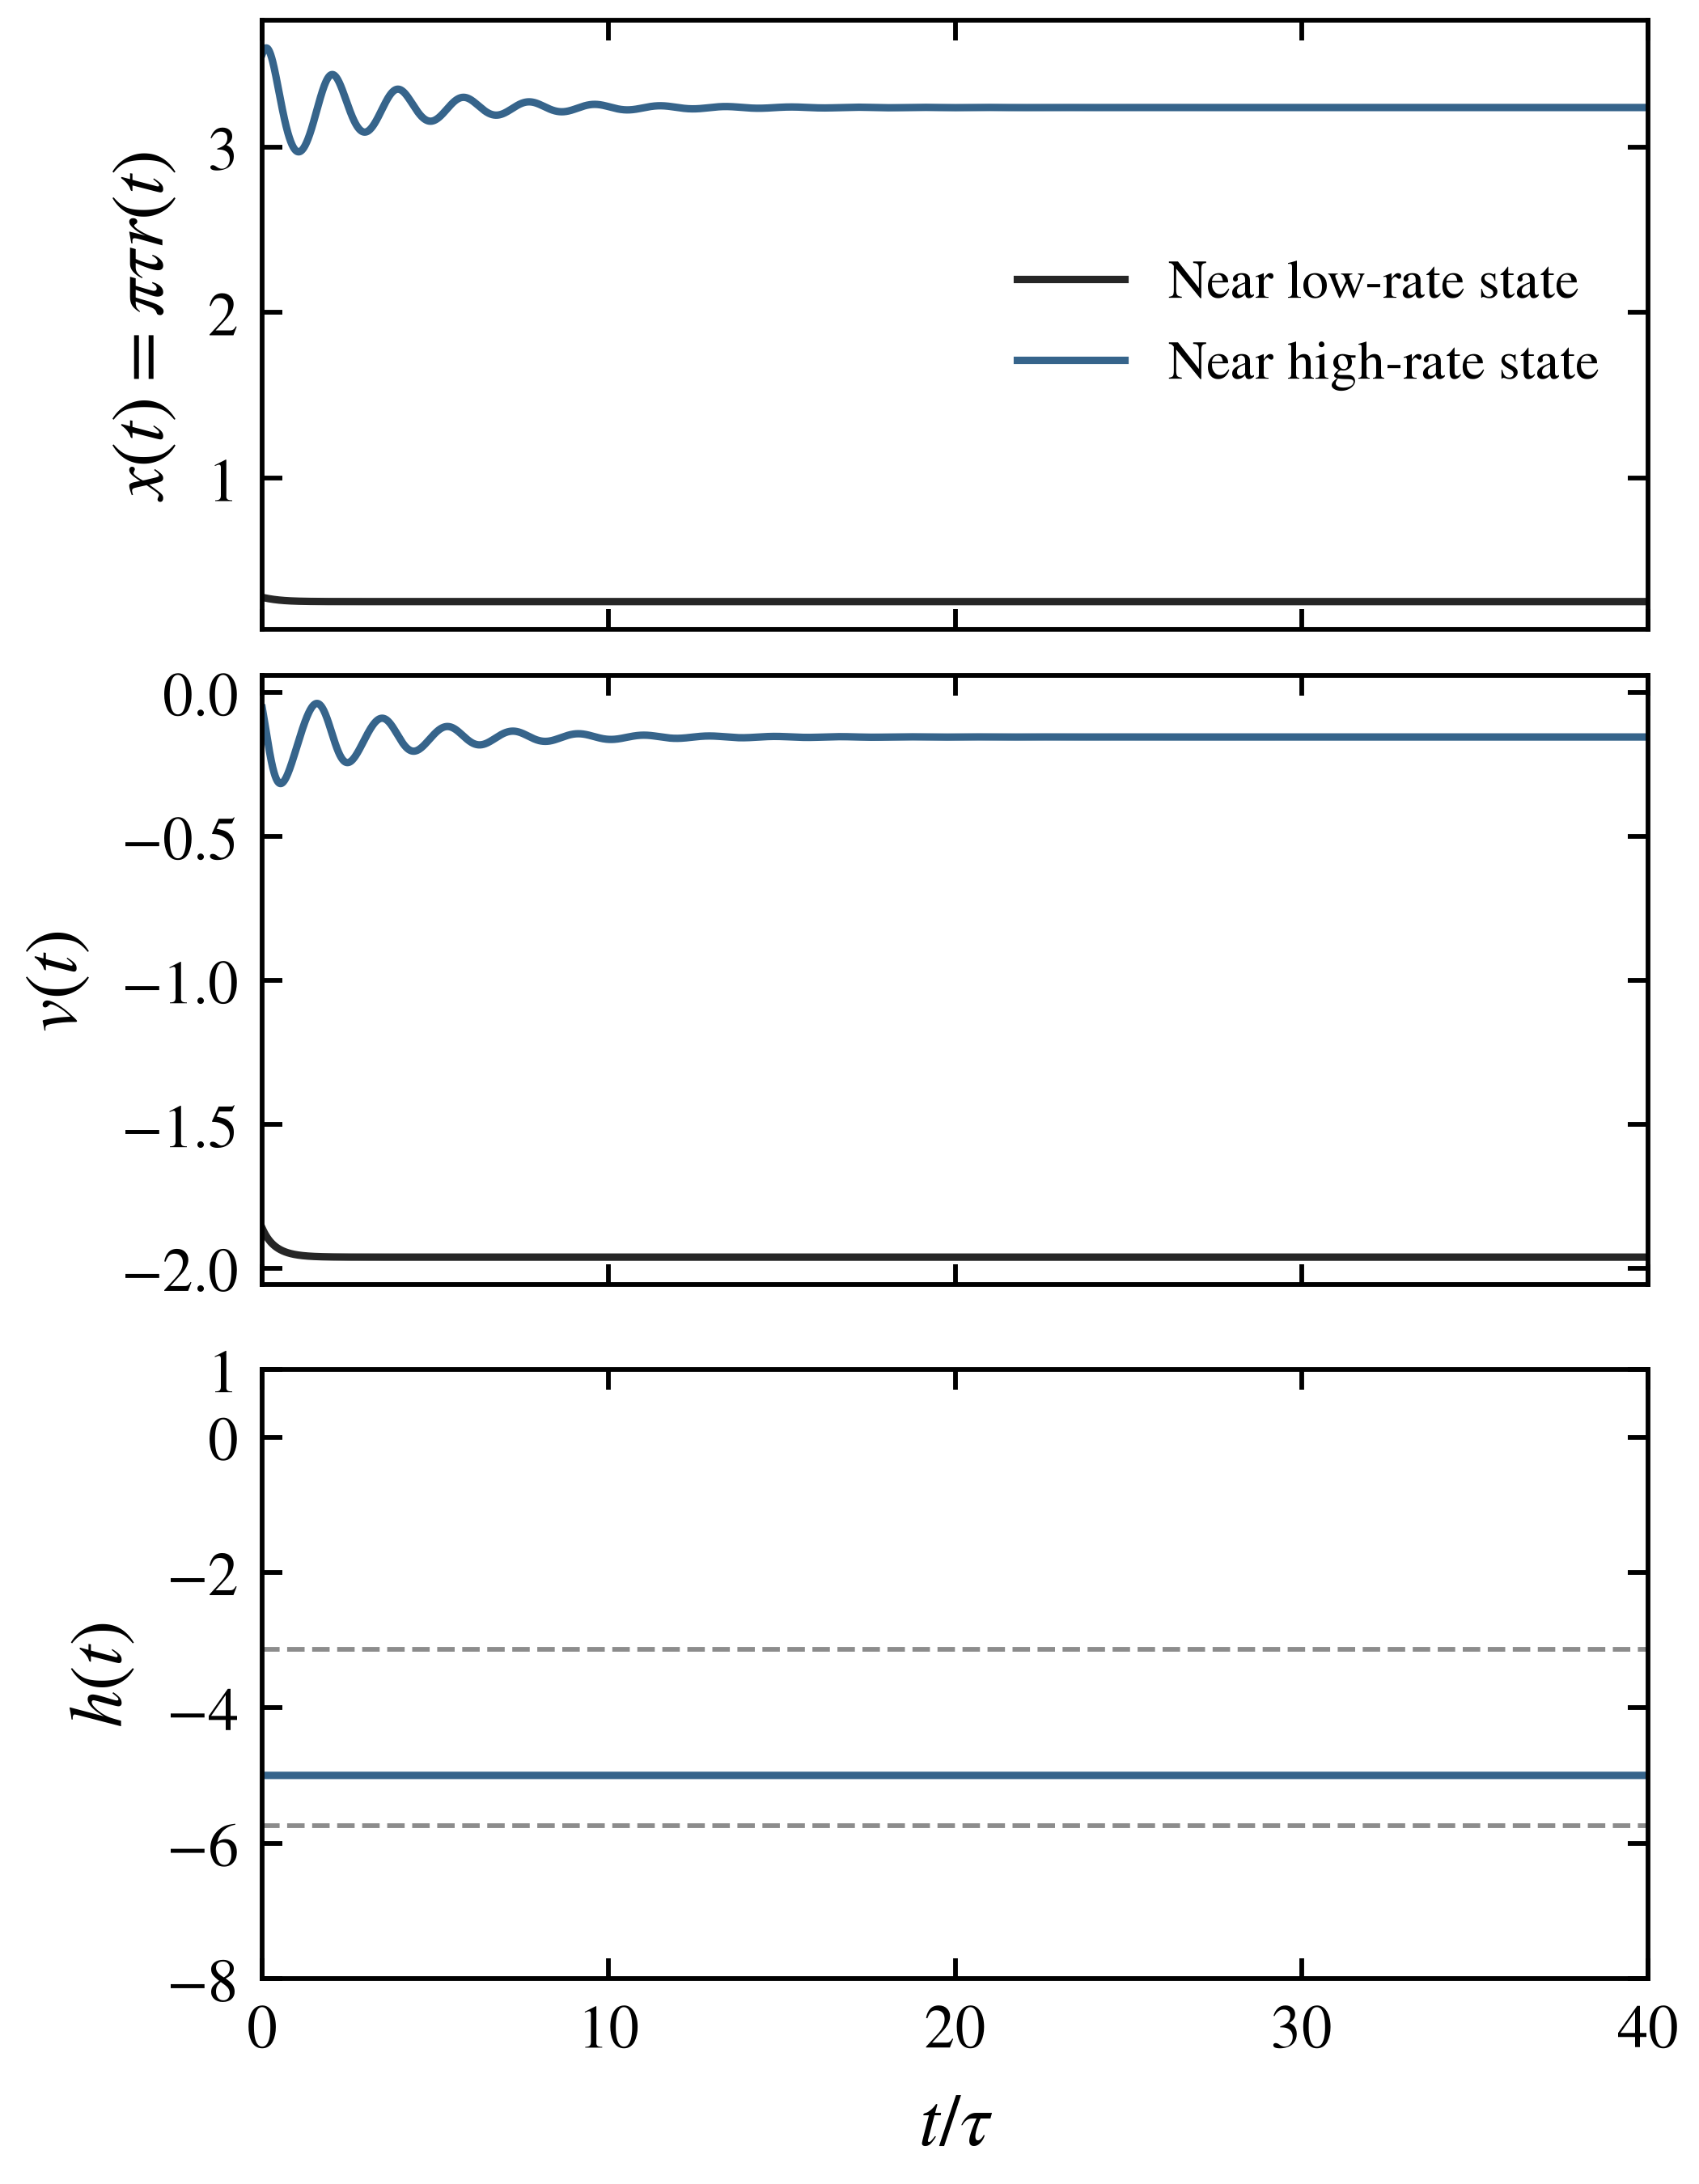 x(t) = πτr(t)
3
2
1
Near low-rate state
Near high-rate state
v(t)
0.0
−0.5
−1.0
−1.5
−2.0
h(t)
1
0
−2
−4
−6
−8
0 10 20 30 40
t/τ